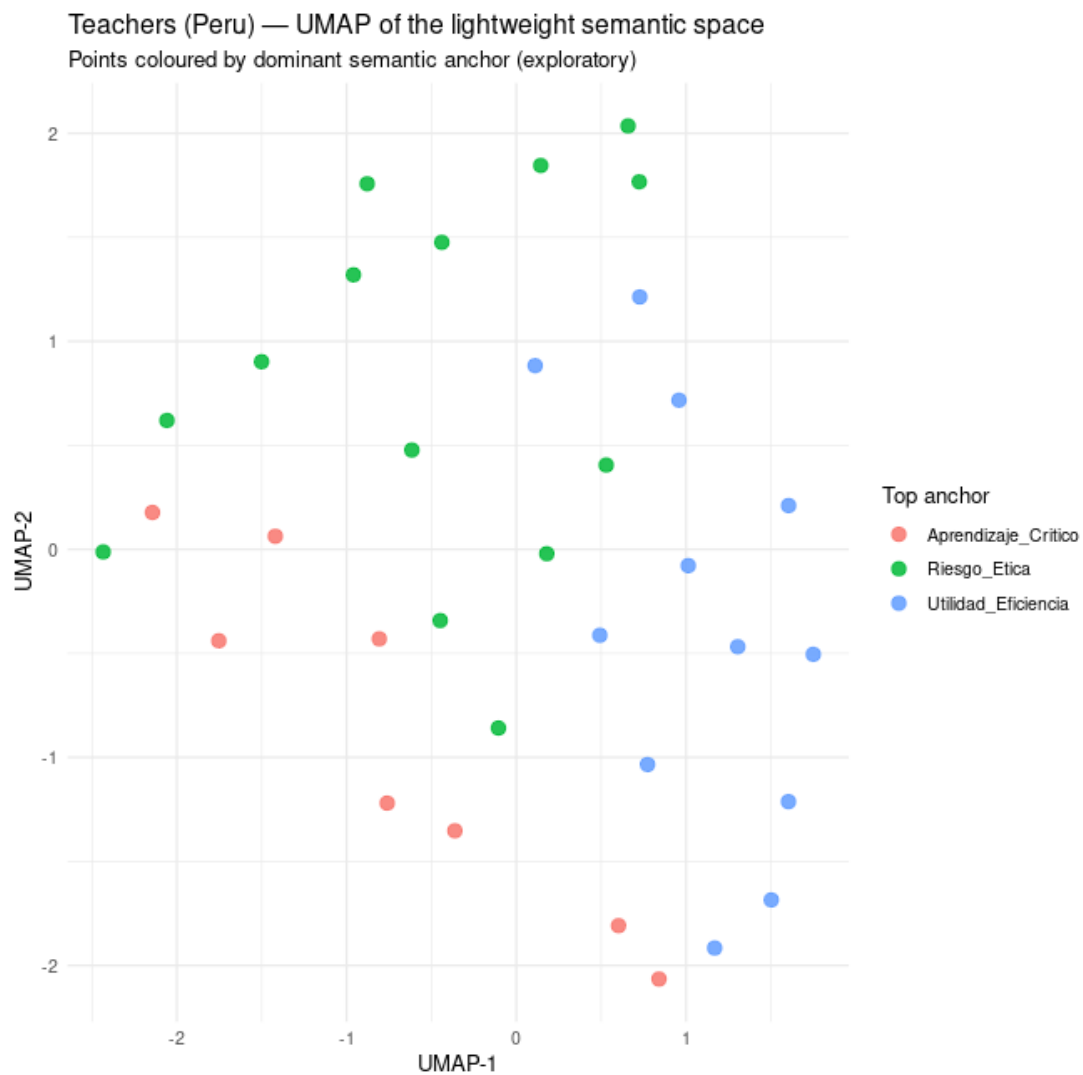 Teachers (Peru) — UMAP of the lightweight semantic space
Points coloured by dominant semantic anchor (exploratory)
2
1
0
-1
-2
UMAP-2
-2
-1
0
1
UMAP-1
Top anchor
Aprendizaje_Critico
Riesgo_Etica
Utilidad_Eficiencia